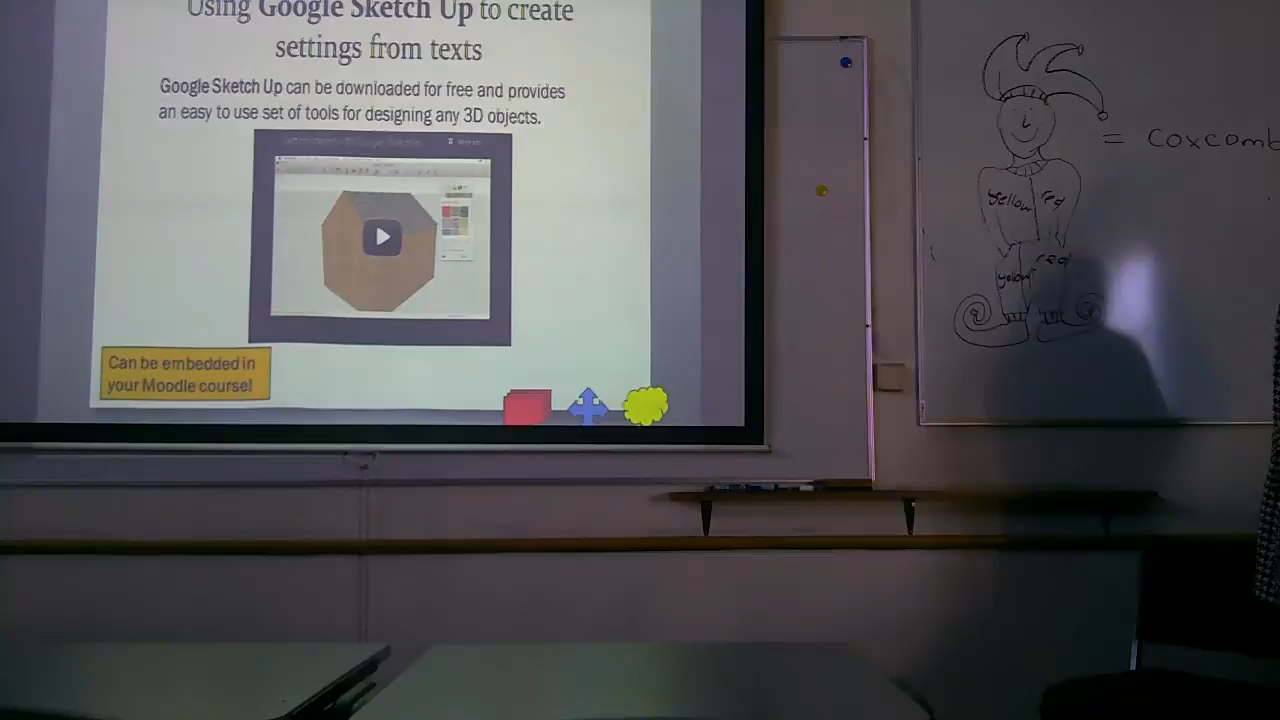 Using Google Sketch Up to create
settings from texts
Google Sketch Up can be downloaded for free and provides
an easy to use set of tools for designing any 3D objects.
Can be embedded in
your Moodle course!
= coxcomb
yellow red
yellow red